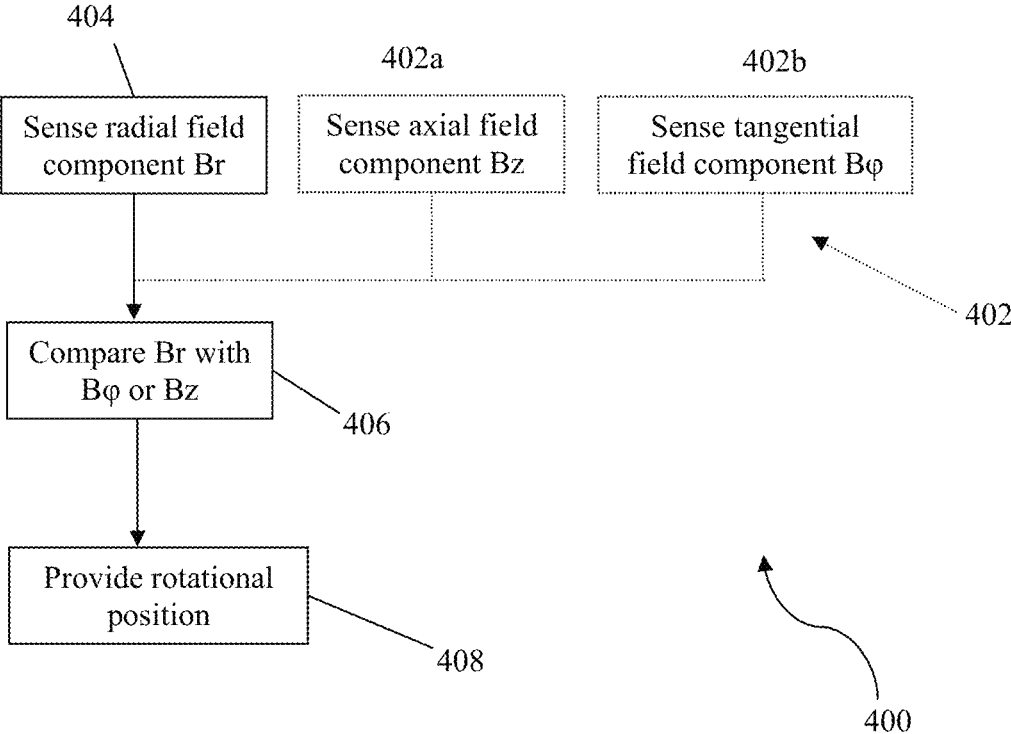 404
402a
402b
Sense radial field
component Br
Sense axial field
component Bz
Sense tangential
field component Bφ
402
Compare Br with
Bφ or Bz
406
Provide rotational
position
408
400